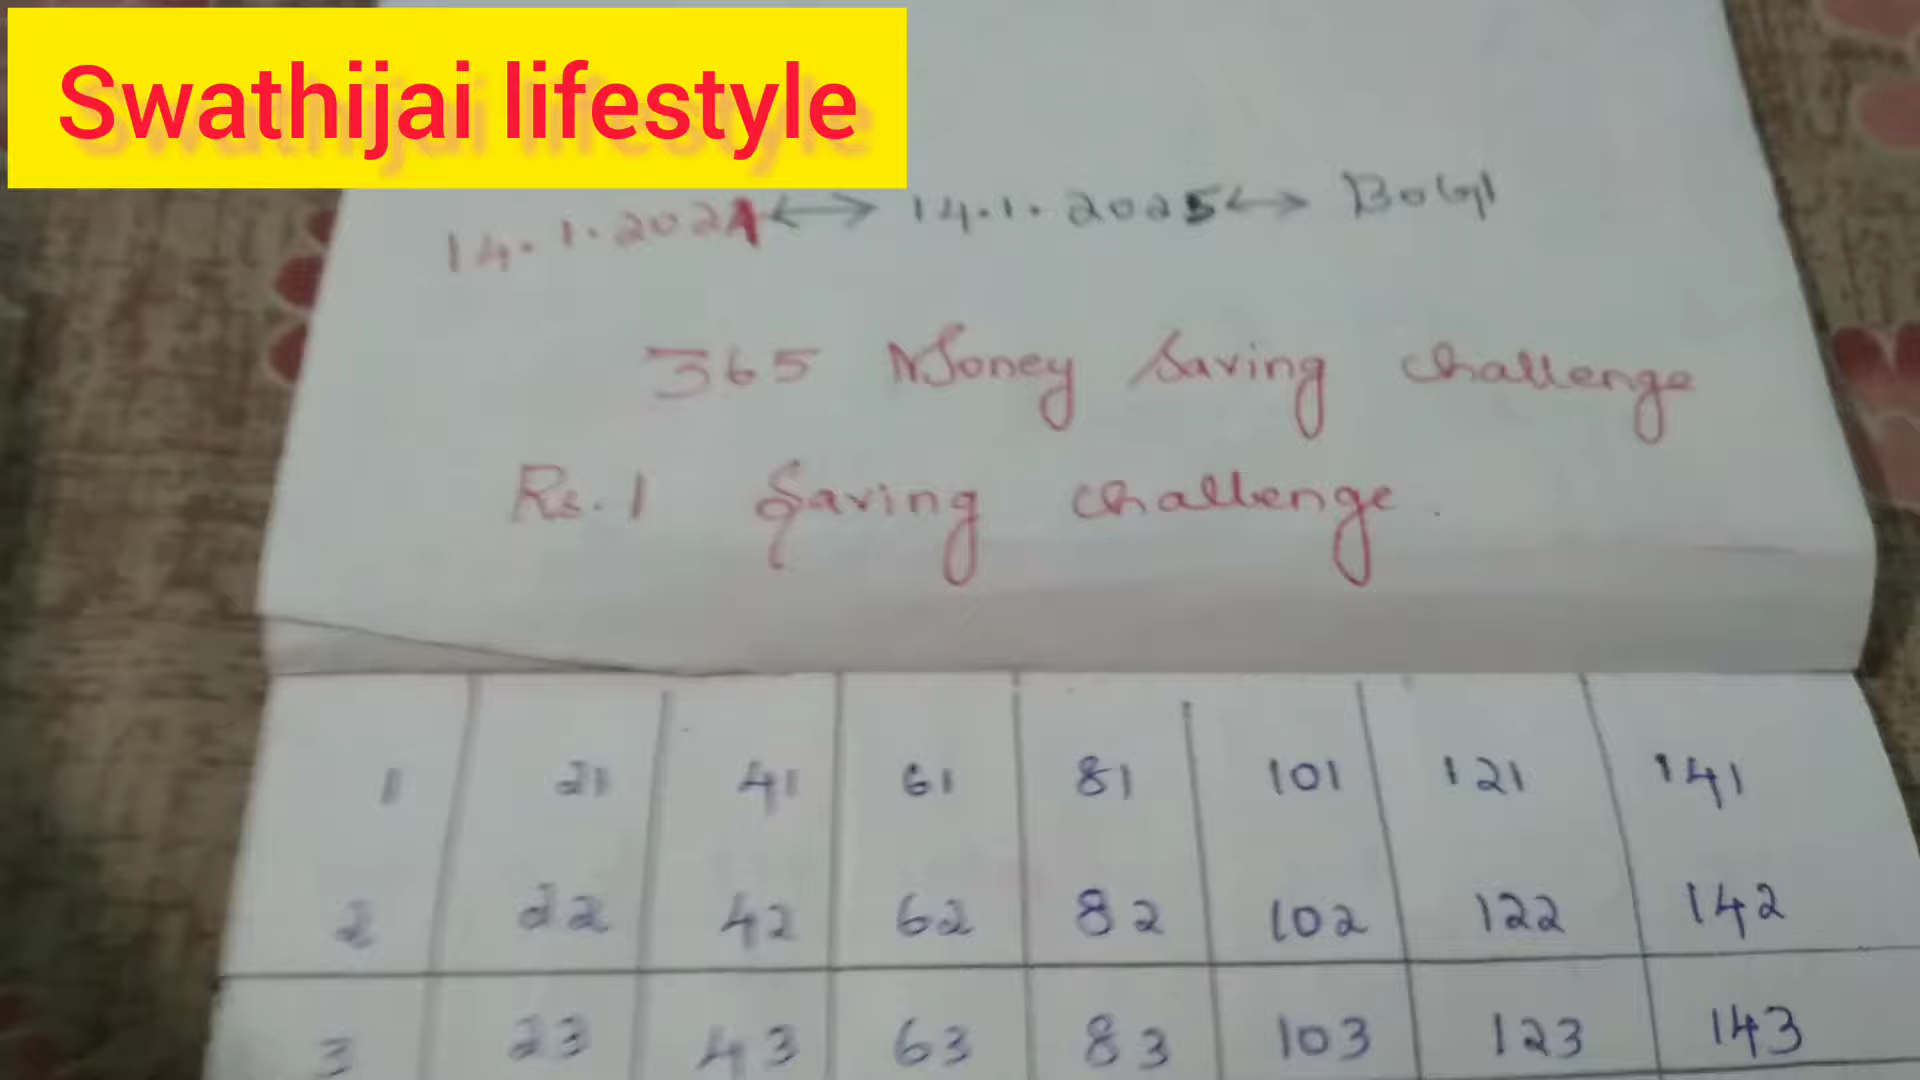 Swathijai lifestyle
14.1.2024 ↔ 14.1.2025 ↔ Bogi
365 Money Saving challenge
Rs. 1 Saving challenge.
1 21 41 61 81 101 121 141
2 22 42 62 82 102 122 142
3 23 43 63 83 103 123 143